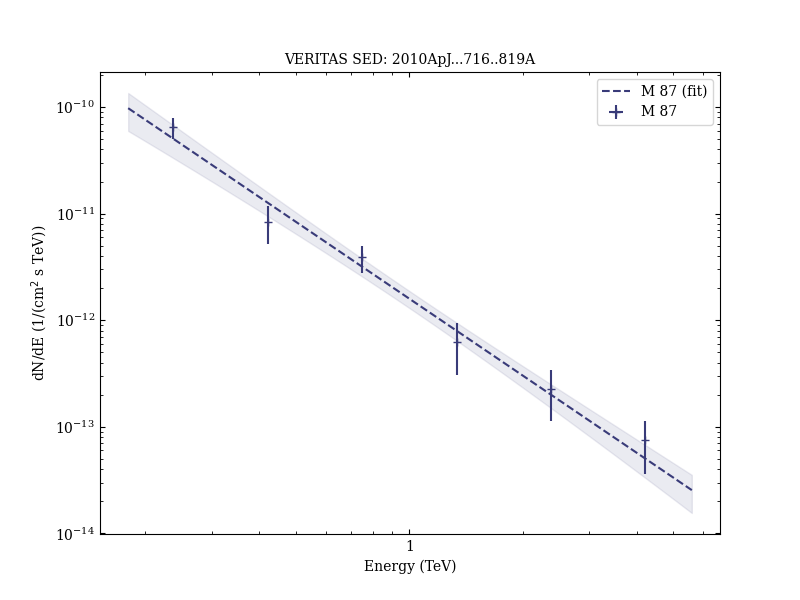 VERITAS SED: 2010ApJ...716..819A
M 87 (fit)
M 87
10⁻¹⁰
10⁻¹¹
10⁻¹²
10⁻¹³
10⁻¹⁴
dN/dE (1/(cm² s TeV))
1
Energy (TeV)